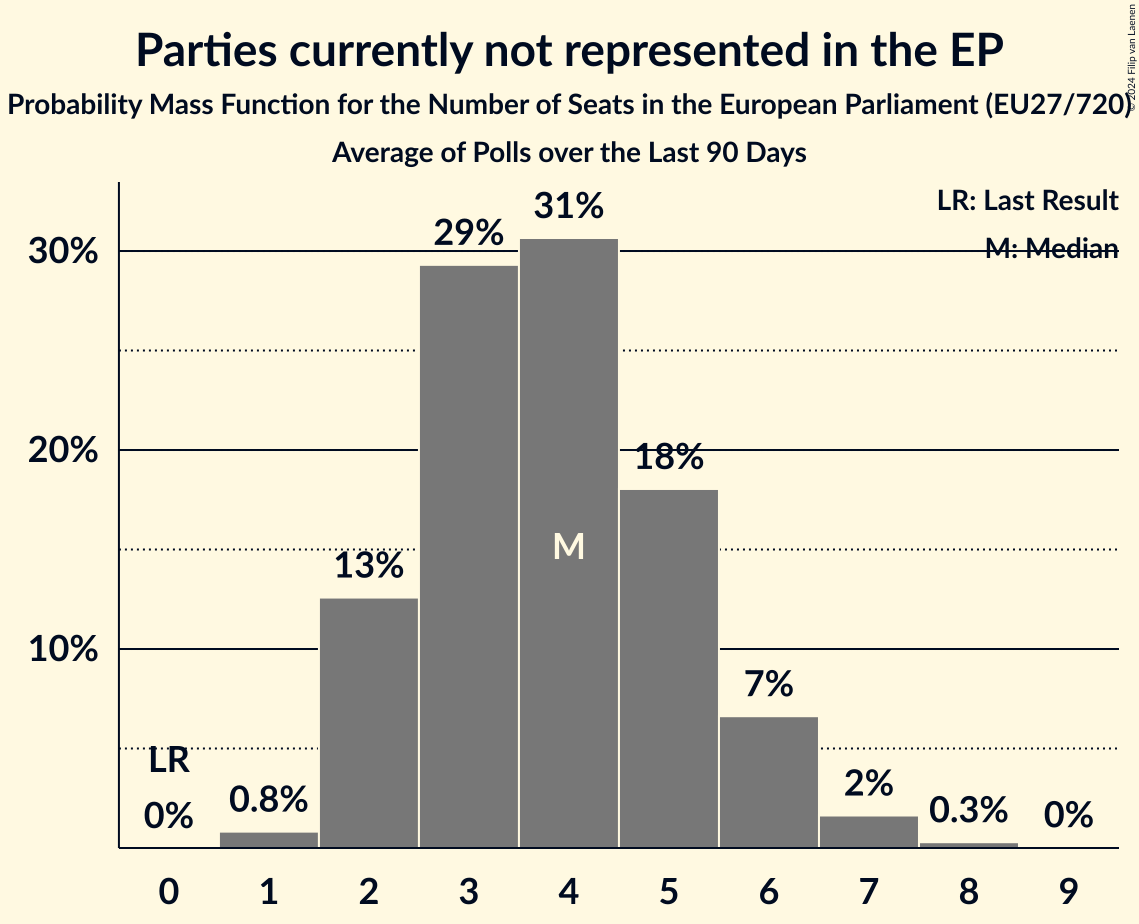 Parties currently not represented in the EP
Probability Mass Function for the Number of Seats in the European Parliament (EU27/720)
Average of Polls over the Last 90 Days
© 2024 Filip van Laenen
LR: Last Result
M: Median
30%
20%
10%
LR
0%
0.8%
13%
29%
31%
M
18%
7%
2%
0.3%
0%
0 1 2 3 4 5 6 7 8 9